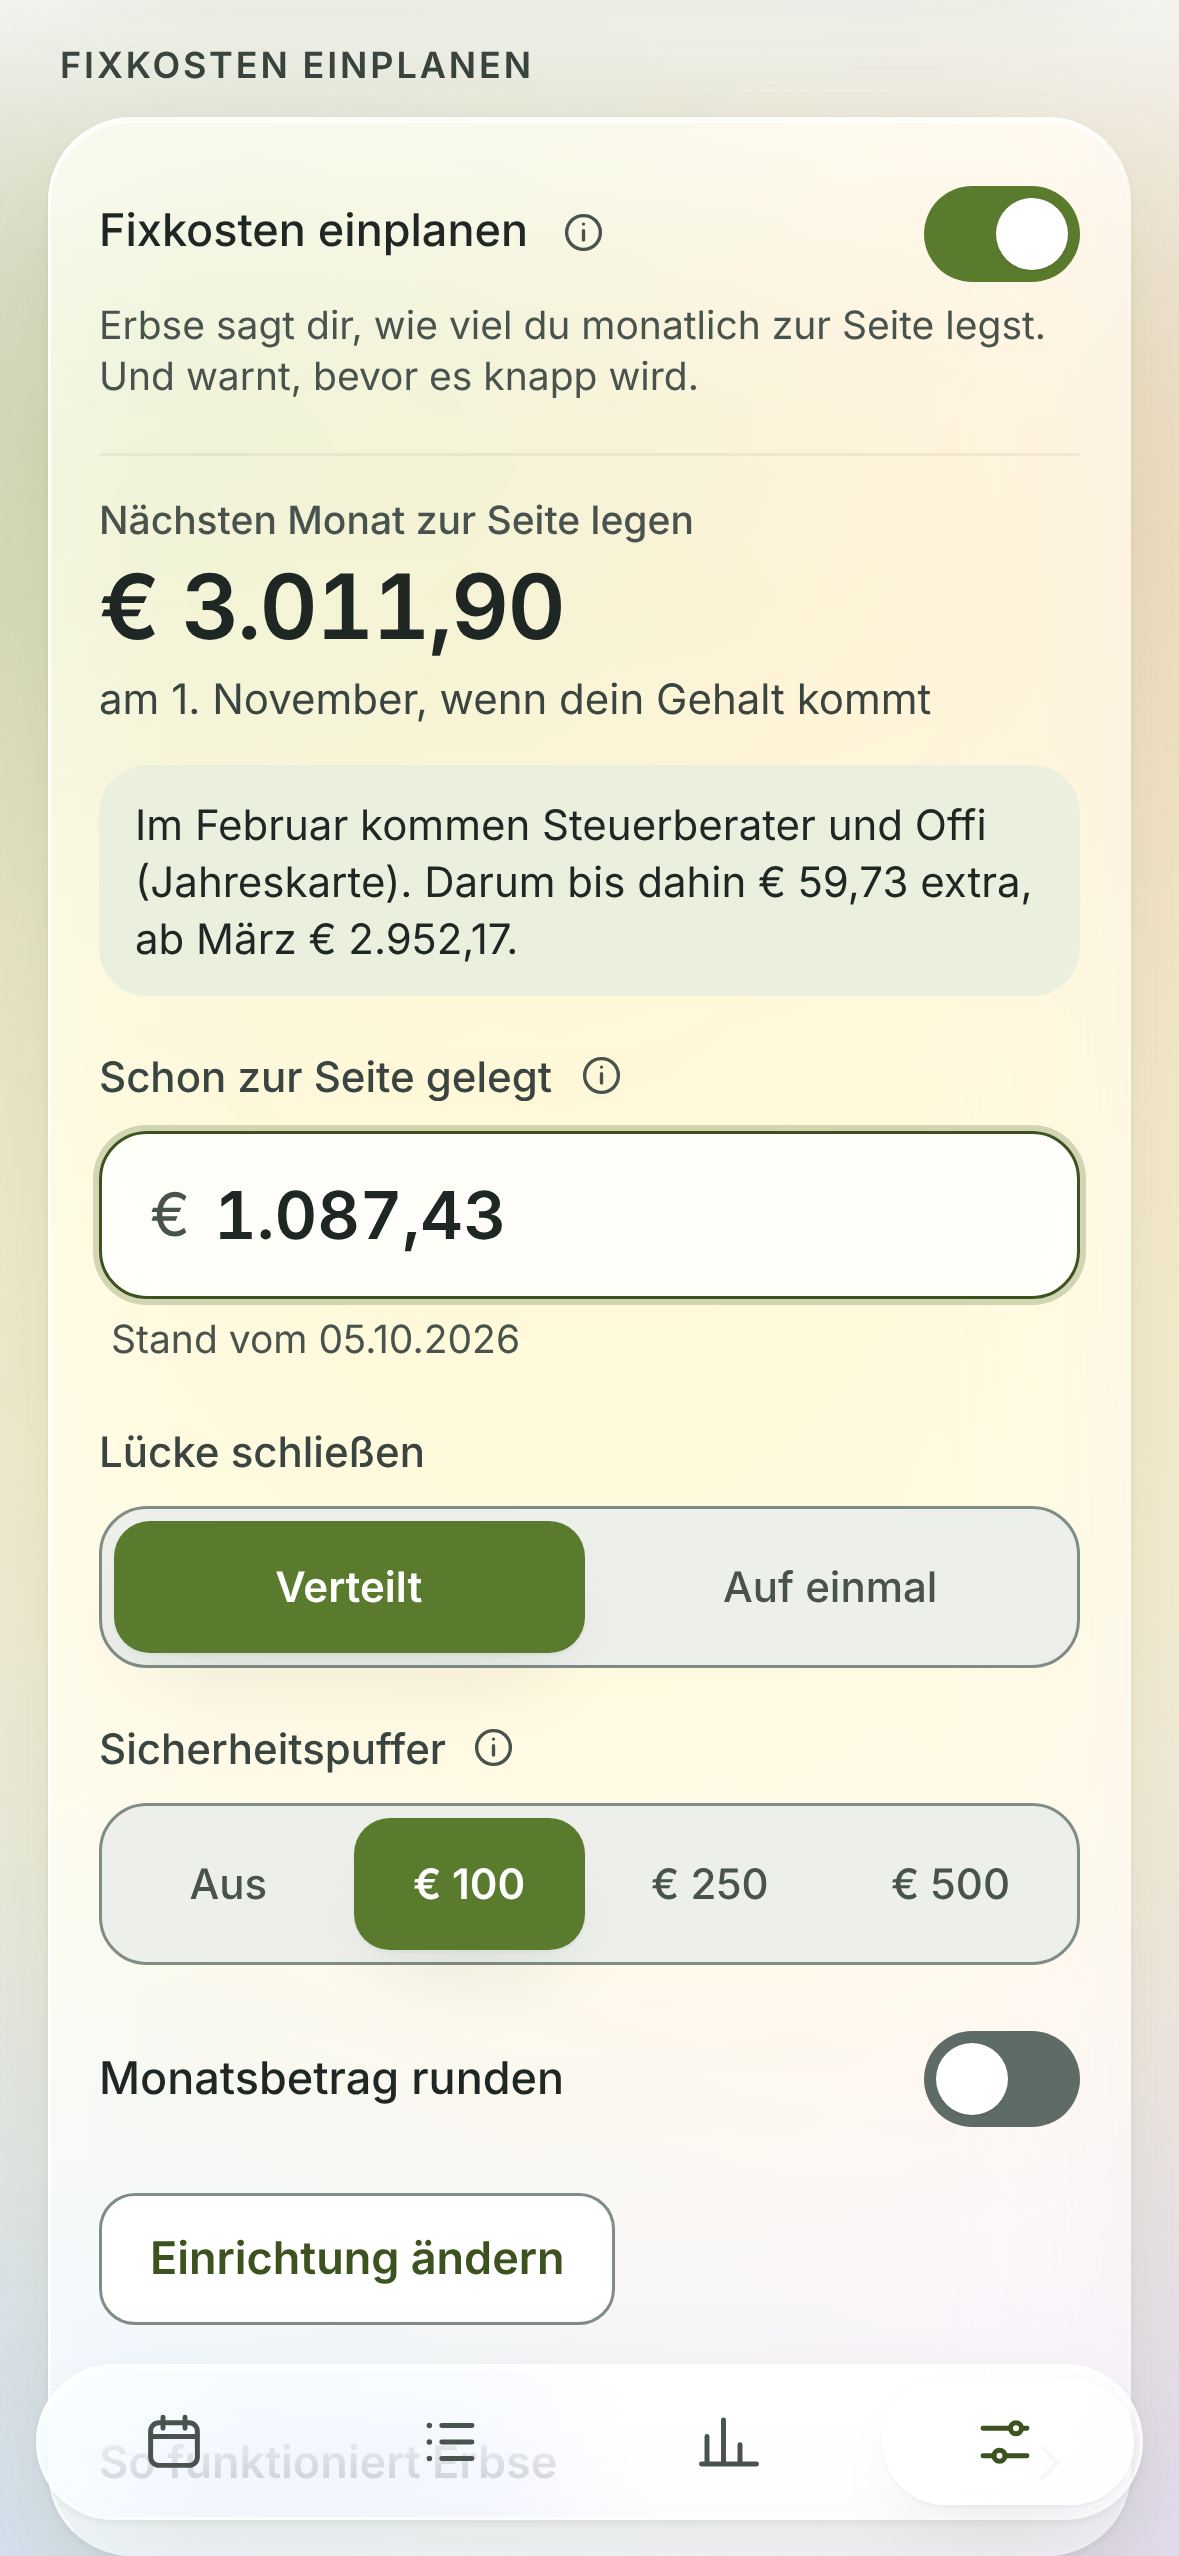 FIXKOSTEN EINPLANEN
Fixkosten einplanen
Erbse sagt dir, wie viel du monatlich zur Seite legst.
Und warnt, bevor es knapp wird.
Nächsten Monat zur Seite legen
€ 3.011,90
am 1. November, wenn dein Gehalt kommt
Im Februar kommen Steuerberater und Offi
(Jahreskarte). Darum bis dahin € 59,73 extra,
ab März € 2.952,17.
Schon zur Seite gelegt
€ 1.087,43
Stand vom 05.10.2026
Lücke schließen
Verteilt
Auf einmal
Sicherheitspuffer
Aus
€ 100
€ 250
€ 500
Monatsbetrag runden
Einrichtung ändern
So funktioniert Erbse